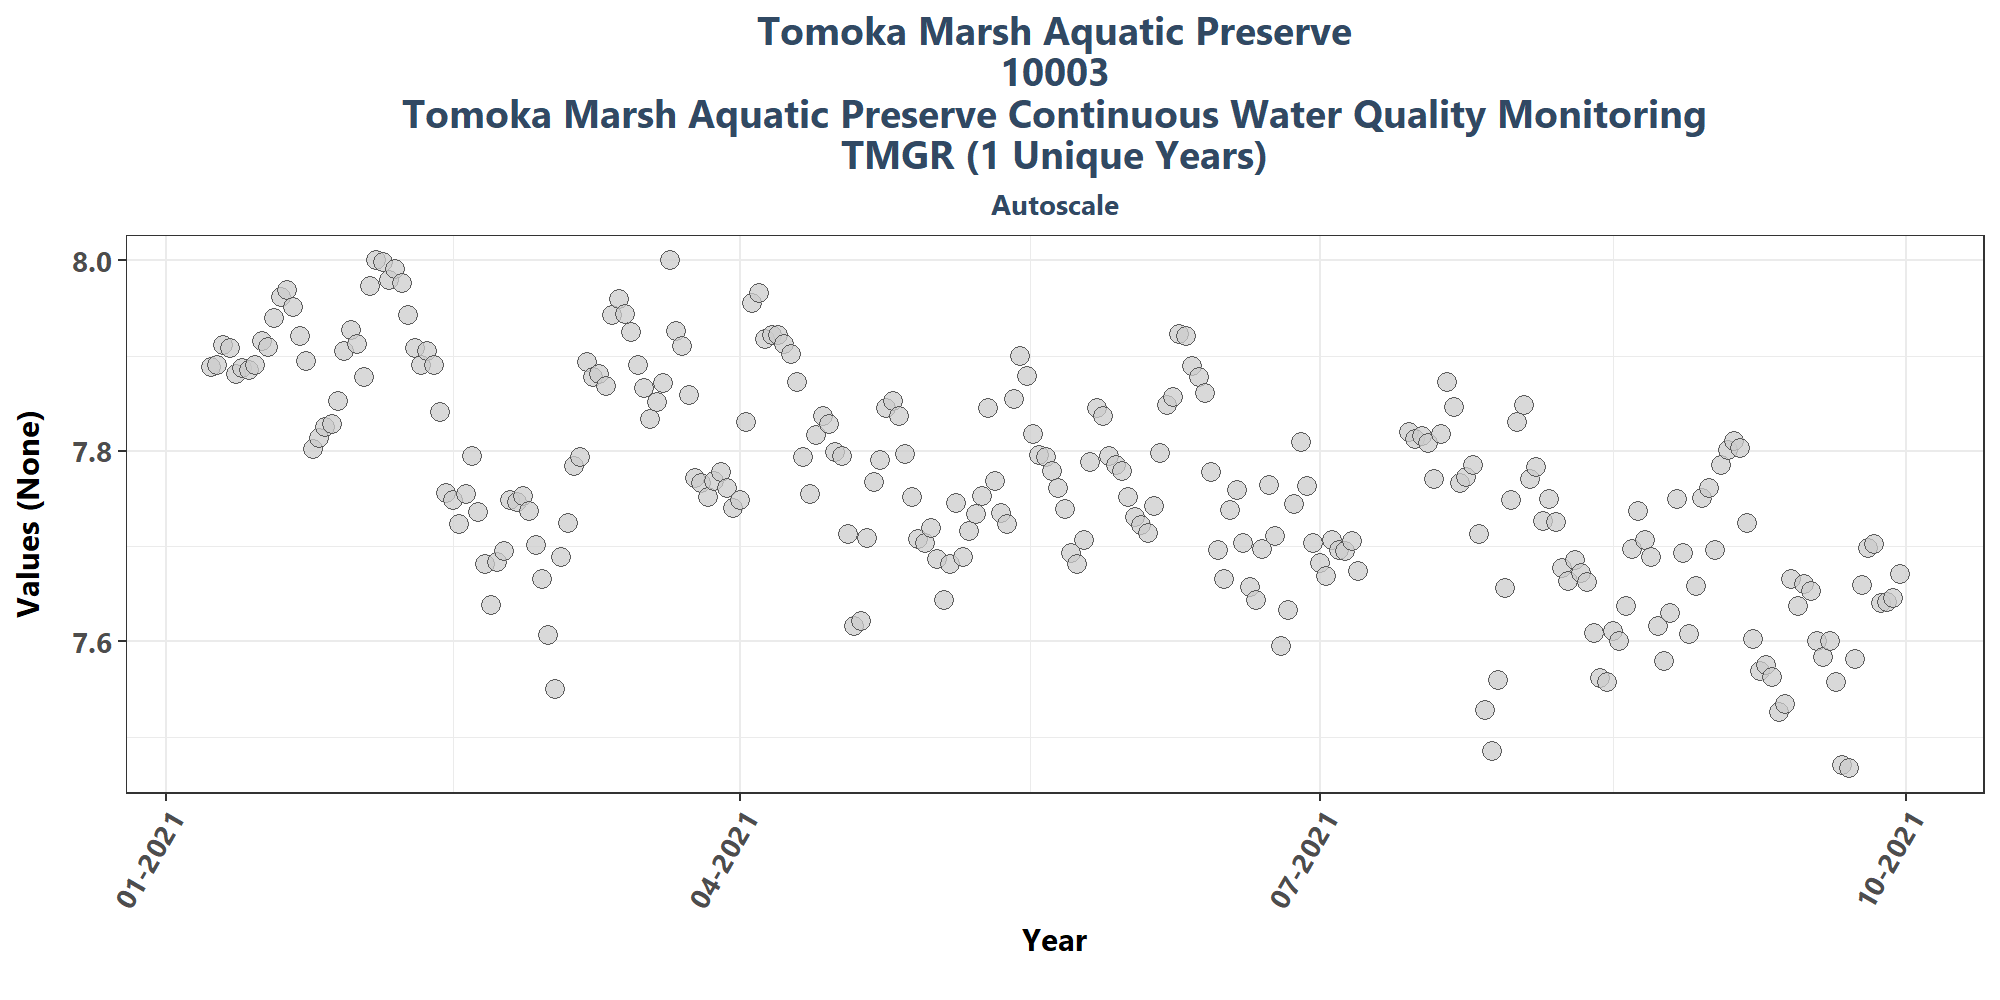 Tomoka Marsh Aquatic Preserve
10003
Tomoka Marsh Aquatic Preserve Continuous Water Quality Monitoring
TMGR (1 Unique Years)
Autoscale
Values (None)
8.0
7.8
7.6
01-2021
04-2021
07-2021
10-2021
Year